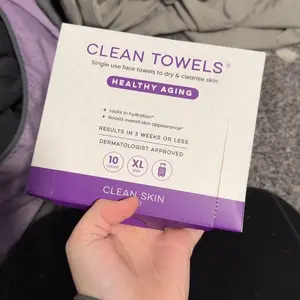 CLEAN TOWELS®
Single use face towels to dry & cleanse skin
HEALTHY AGING
• Locks in hydration*
• Boosts overall skin appearance*
RESULTS IN 3 WEEKS OR LESS
DERMATOLOGIST APPROVED
10
XL
CLEAN SKIN